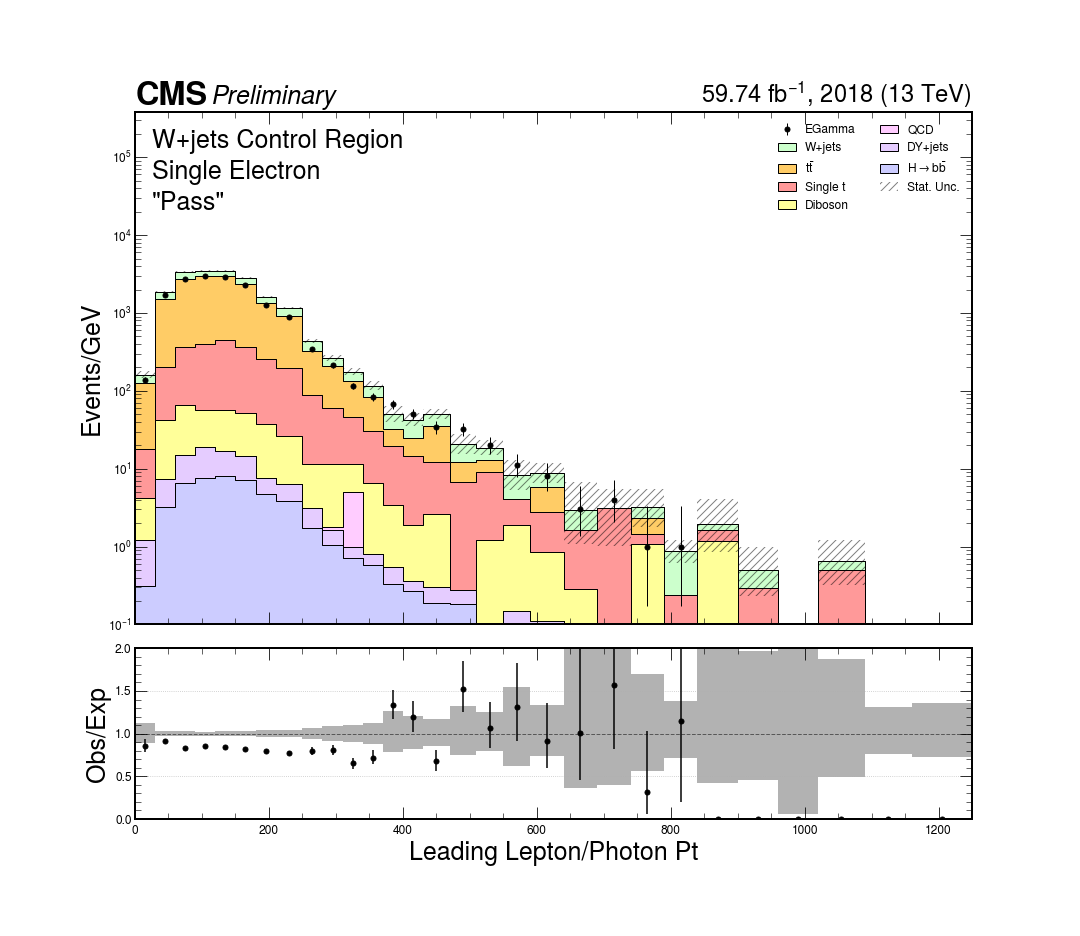 CMS Preliminary 59.74 fb⁻¹, 2018 (13 TeV)
W+jets Control Region
Single Electron
"Pass"
EGamma
W+jets
tt̄
Single t
Diboson
QCD
DY+jets
H→bb̄
Stat. Unc.
Events/GeV
10⁵
10⁴
10³
10²
10¹
10⁰
10⁻¹
Obs/Exp
2.0
1.5
1.0
0.5
0.0
0 200 400 600 800 1000 1200
Leading Lepton/Photon Pt